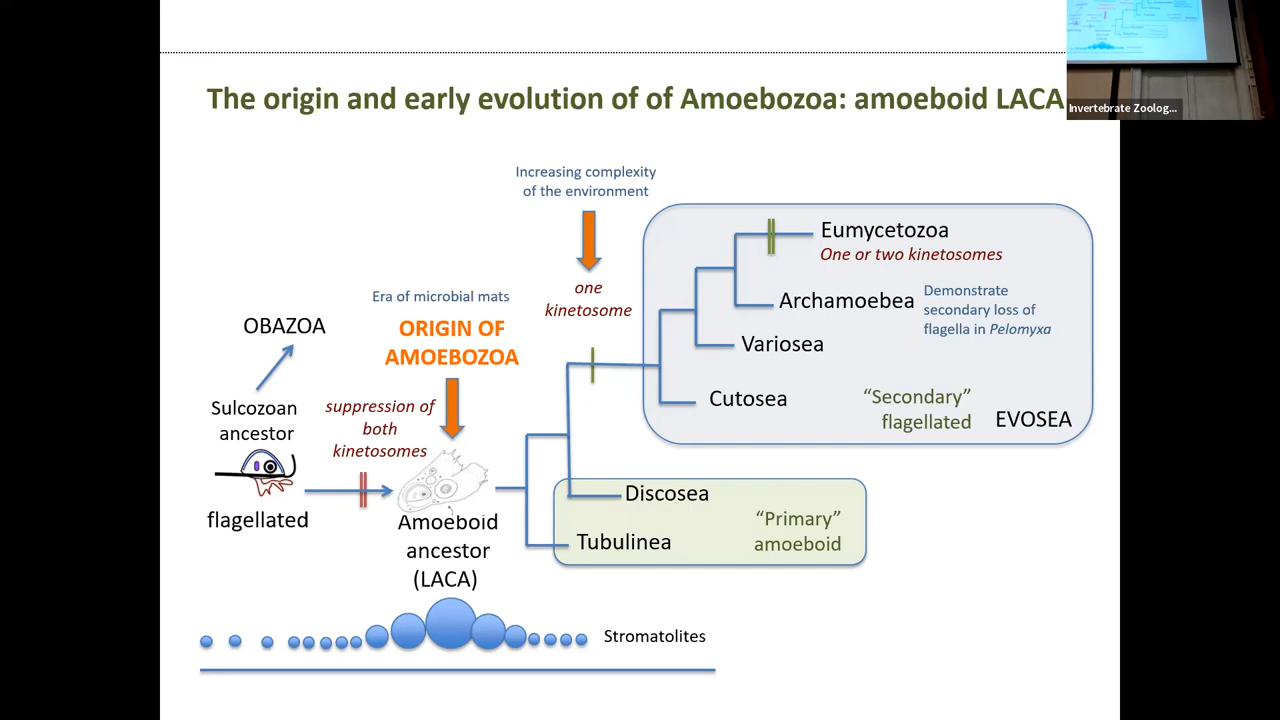 The origin and early evolution of of Amoebozoa: amoeboid LACA
Invertebrate Zoolog...
Increasing complexity
of the environment
one
kinetosome
Era of microbial mats
ORIGIN OF
AMOEBOZOA
OBAZOA
Sulcozoan
ancestor
flagellated
suppression of
both
kinetosomes
Amoeboid
ancestor
(LACA)
Eumycetozoa
One or two kinetosomes
Archamoebea
Demonstrate
secondary loss of
flagella in Pelomyxa
Variosea
Cutosea
“Secondary”
flagellated
EVOSEA
Discosea
Tubulinea
“Primary”
amoeboid
Stromatolites